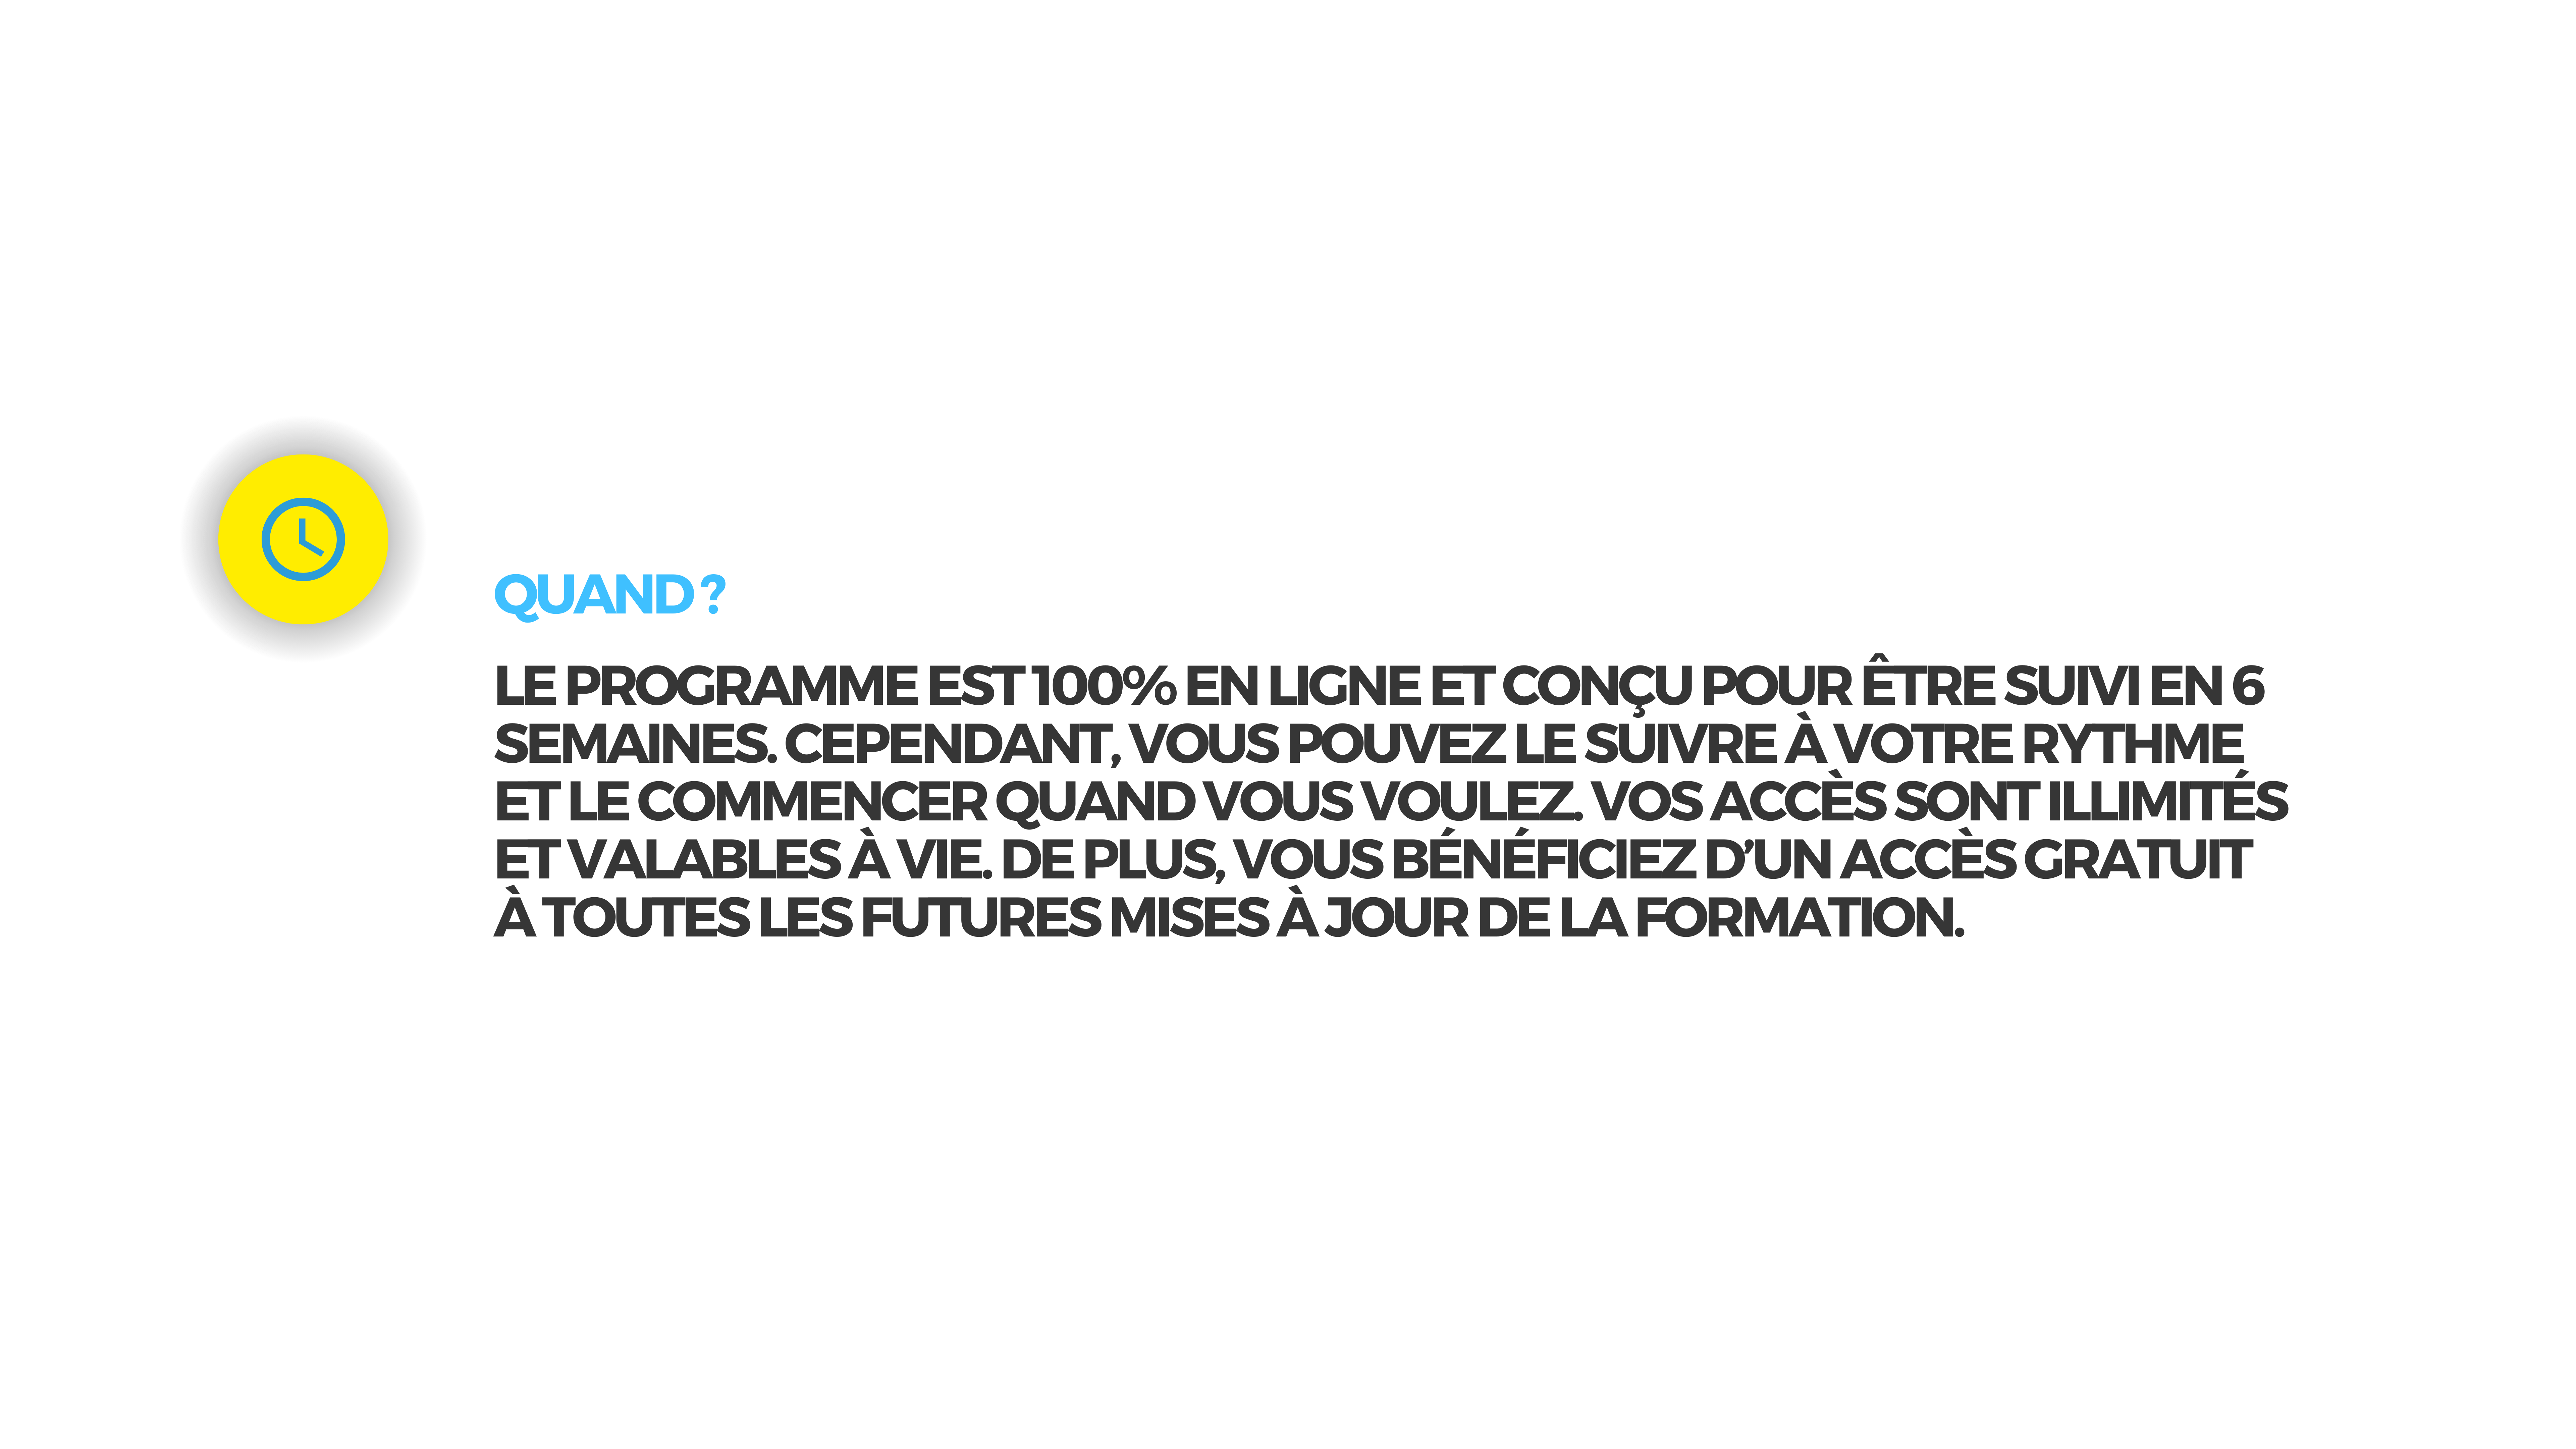 QUAND ?
LE PROGRAMME EST 100% EN LIGNE ET CONÇU POUR ÊTRE SUIVI EN 6
SEMAINES. CEPENDANT, VOUS POUVEZ LE SUIVRE À VOTRE RYTHME
ET LE COMMENCER QUAND VOUS VOULEZ. VOS ACCÈS SONT ILLIMITÉS
ET VALABLES À VIE. DE PLUS, VOUS BÉNÉFICIEZ D’UN ACCÈS GRATUIT
À TOUTES LES FUTURES MISES À JOUR DE LA FORMATION.